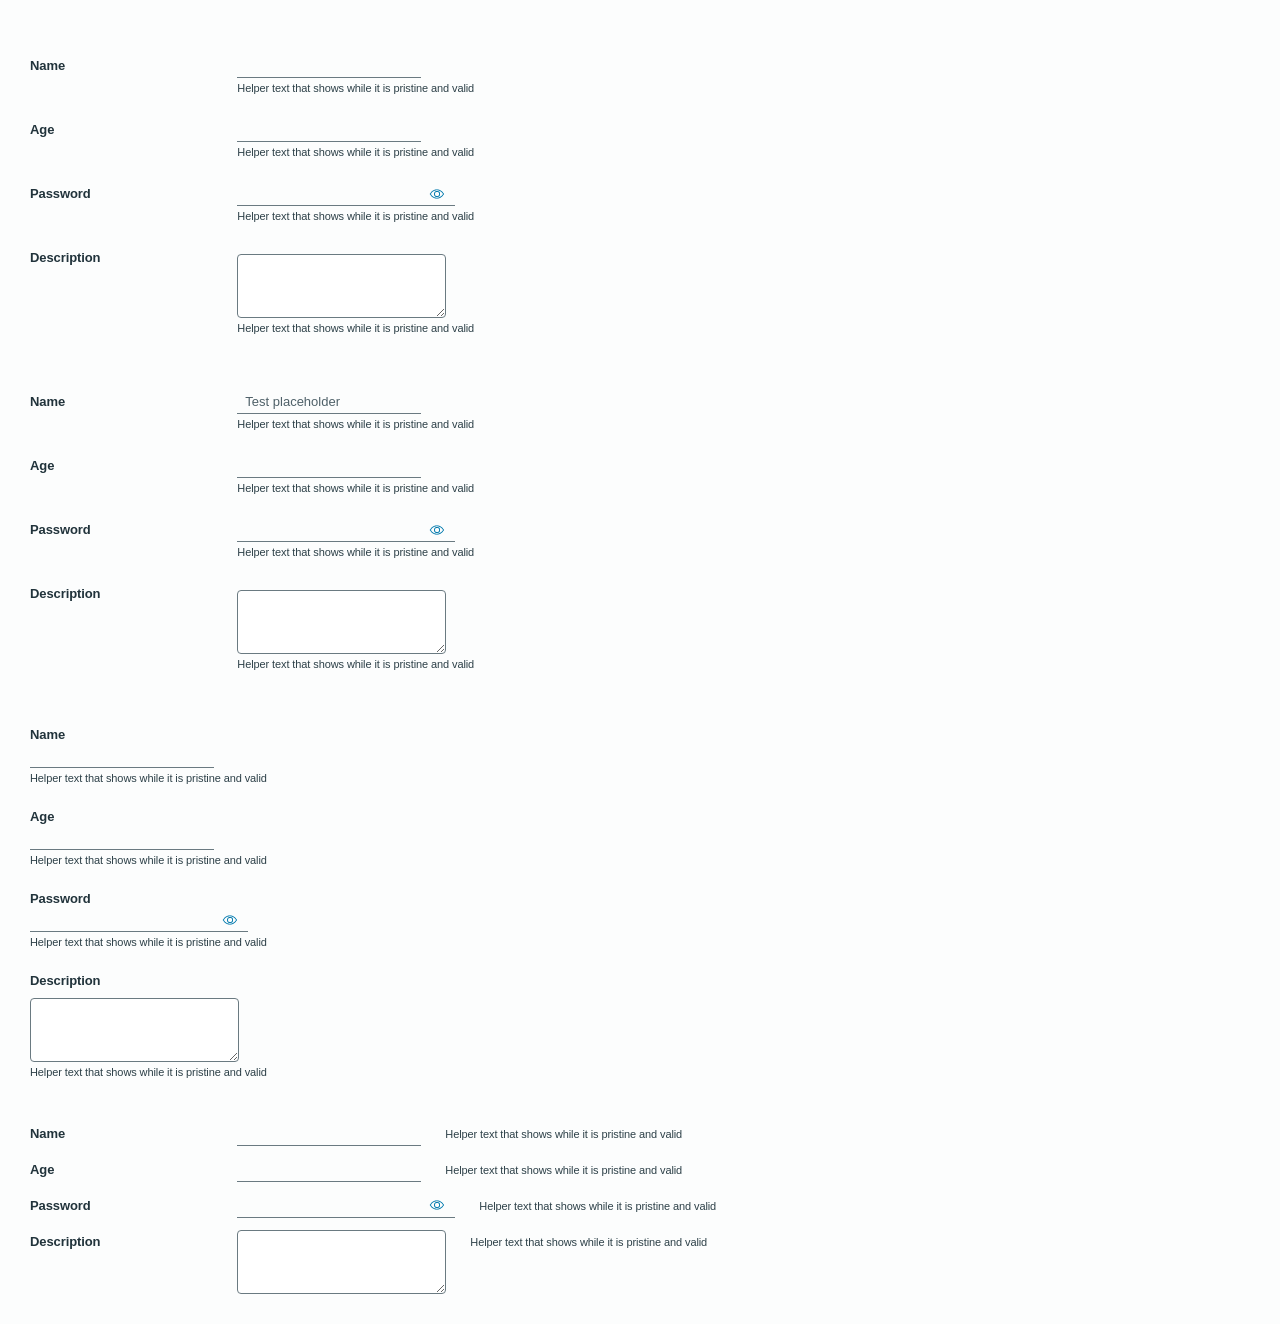 Name
Helper text that shows while it is pristine and valid
Age
Helper text that shows while it is pristine and valid
Password
Helper text that shows while it is pristine and valid
Description
Helper text that shows while it is pristine and valid
Name Test placeholder
Helper text that shows while it is pristine and valid
Age
Helper text that shows while it is pristine and valid
Password
Helper text that shows while it is pristine and valid
Description
Helper text that shows while it is pristine and valid
Name
Helper text that shows while it is pristine and valid
Age
Helper text that shows while it is pristine and valid
Password
Helper text that shows while it is pristine and valid
Description
Helper text that shows while it is pristine and valid
Name Helper text that shows while it is pristine and valid
Age Helper text that shows while it is pristine and valid
Password Helper text that shows while it is pristine and valid
Description Helper text that shows while it is pristine and valid